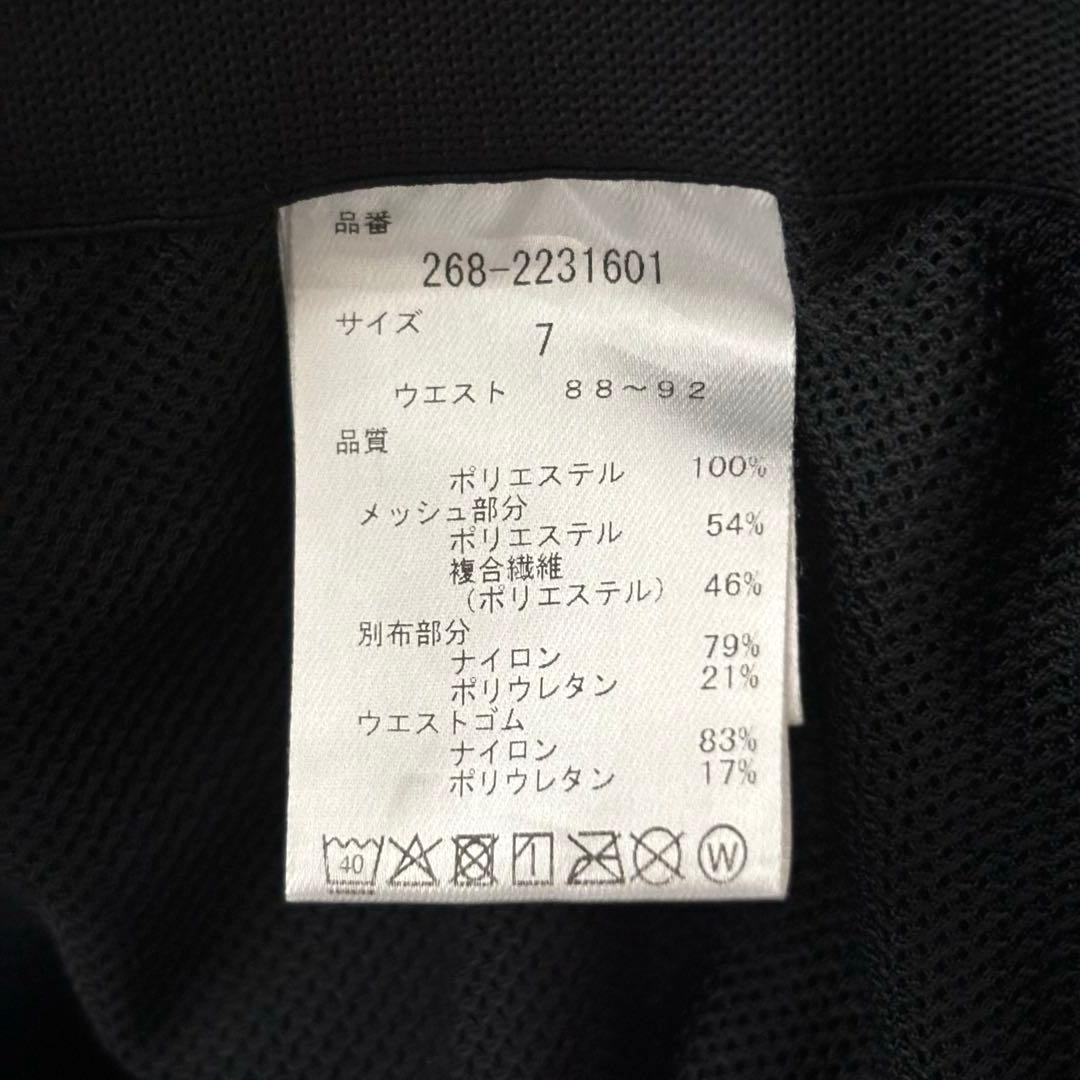 品番
268-2231601
サイズ 7
ウエスト 88〜92
品質
ポリエステル 100%
メッシュ部分
ポリエステル 54%
複合繊維
(ポリエステル) 46%
別布部分
ナイロン 79%
ポリウレタン 21%
ウエストゴム
ナイロン 83%
ポリウレタン 17%
40 W